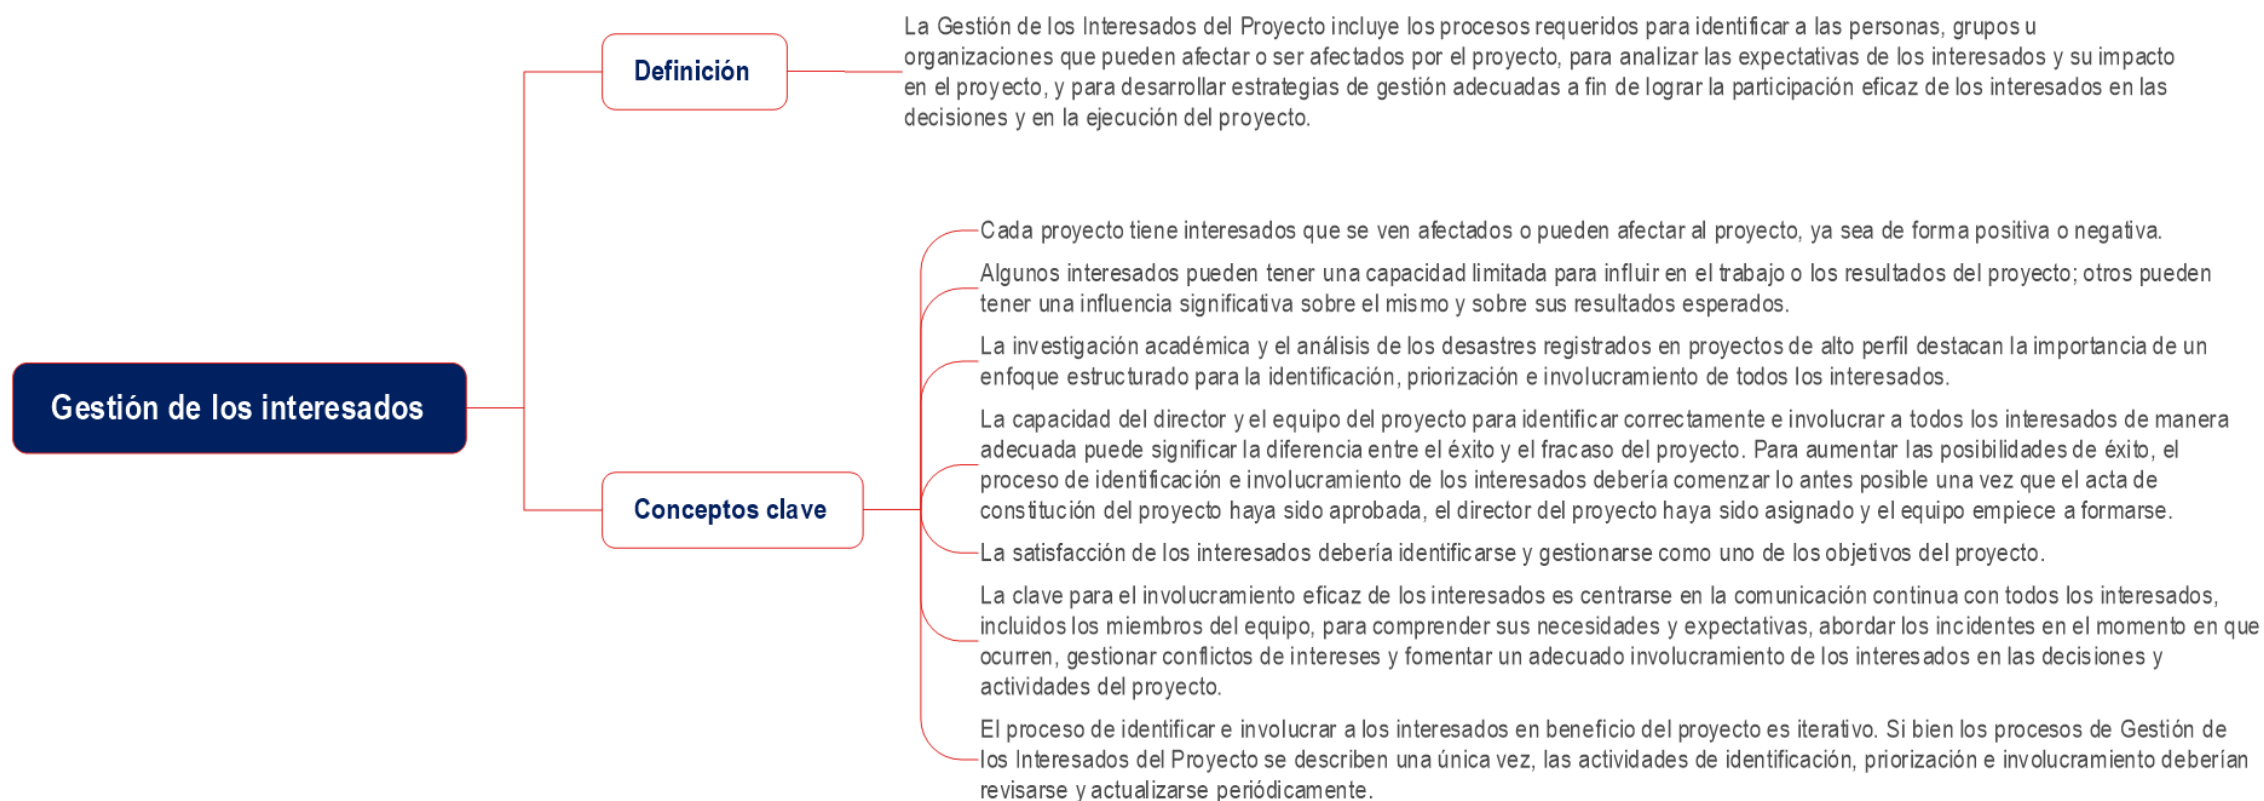 La Gestión de los Interesados del Proyecto incluye los procesos requeridos para identificar a las personas, grupos u
organizaciones que pueden afectar o ser afectados por el proyecto, para analizar las expectativas de los interesados y su impacto
en el proyecto, y para desarrollar estrategias de gestión adecuadas a fin de lograr la participación eficaz de los interesados en las
decisiones y en la ejecución del proyecto.
Definición
Cada proyecto tiene interesados que se ven afectados o pueden afectar al proyecto, ya sea de forma positiva o negativa.
Algunos interesados pueden tener una capacidad limitada para influir en el trabajo o los resultados del proyecto; otros pueden
tener una influencia significativa sobre el mismo y sobre sus resultados esperados.
La investigación académica y el análisis de los desastres registrados en proyectos de alto perfil destacan la importancia de un
enfoque estructurado para la identificación, priorización e involucramiento de todos los interesados.
Gestión de los interesados
La capacidad del director y el equipo del proyecto para identificar correctamente e involucrar a todos los interesados de manera
adecuada puede significar la diferencia entre el éxito y el fracaso del proyecto. Para aumentar las posibilidades de éxito, el
proceso de identificación e involucramiento de los interesados debería comenzar lo antes posible una vez que el acta de
constitución del proyecto haya sido aprobada, el director del proyecto haya sido asignado y el equipo empiece a formarse.
Conceptos clave
La satisfacción de los interesados debería identificarse y gestionarse como uno de los objetivos del proyecto.
La clave para el involucramiento eficaz de los interesados es centrarse en la comunicación continua con todos los interesados,
incluidos los miembros del equipo, para comprender sus necesidades y expectativas, abordar los incidentes en el momento en que
ocurren, gestionar conflictos de intereses y fomentar un adecuado involucramiento de los interesados en las decisiones y
actividades del proyecto.
El proceso de identificar e involucrar a los interesados en beneficio del proyecto es iterativo. Si bien los procesos de Gestión de
los Interesados del Proyecto se describen una única vez, las actividades de identificación, priorización e involucramiento deberían
revisarse y actualizarse periódicamente.